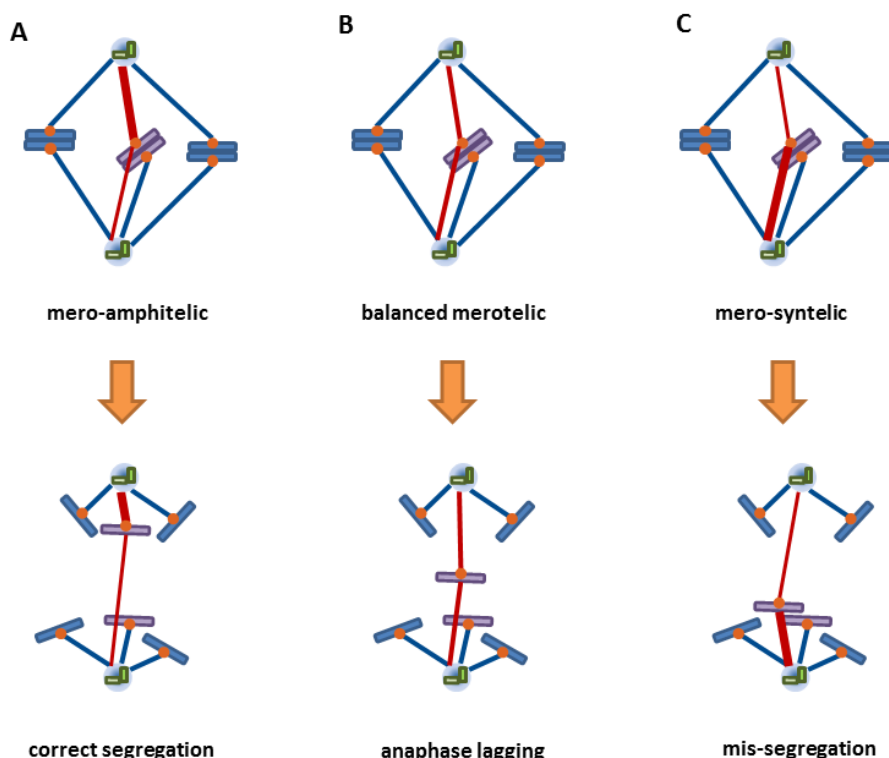 A
B
C
mero-amphitelic
balanced merotelic
mero-syntelic
correct segregation
anaphase lagging
mis-segregation